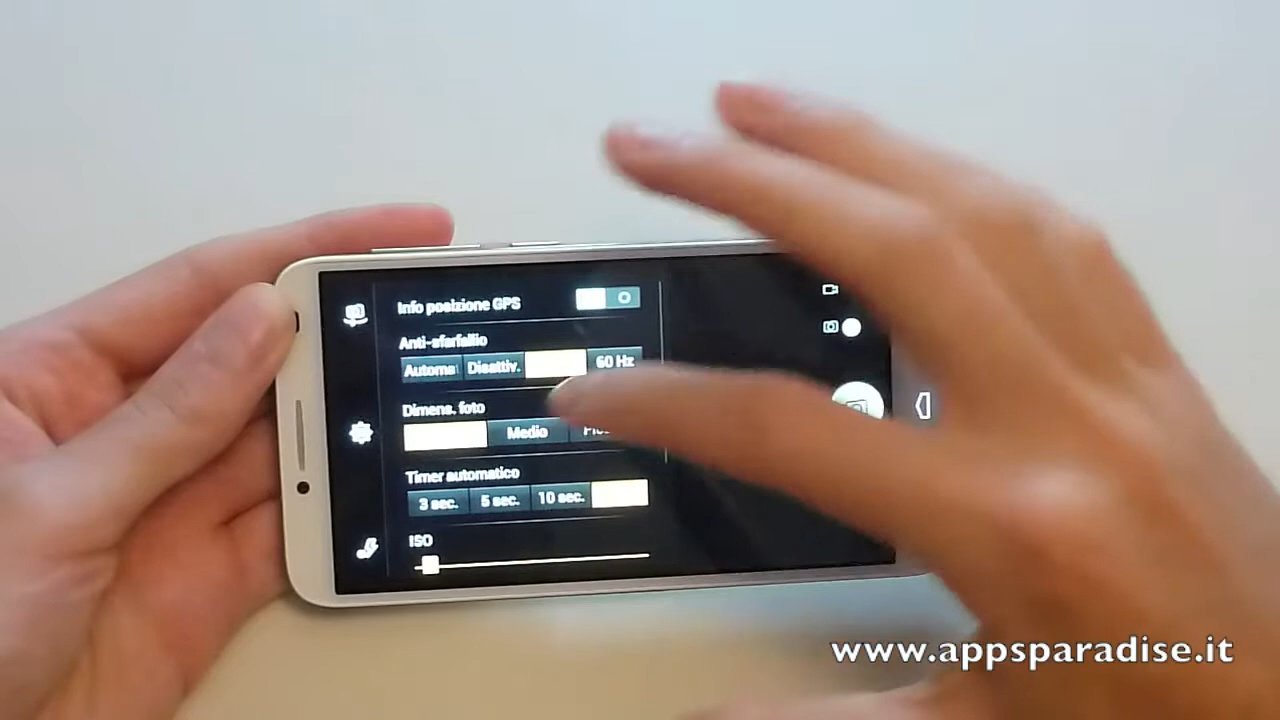 Info posizione GPS
Anti-sfarfallio
Automa Disattiv. 60 Hz
Dimens. foto
Medio
Timer automatico
3 sec. 5 sec. 10 sec.
ISO
www.appsparadise.it